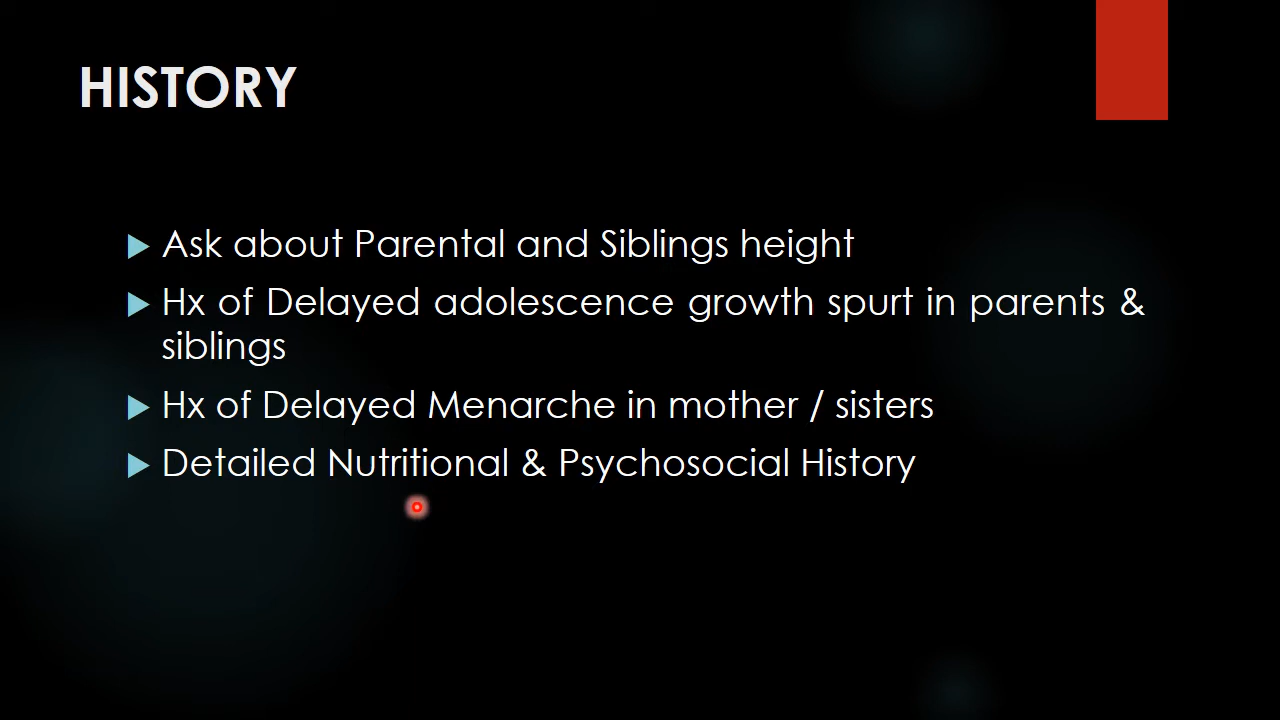 HISTORY
Ask about Parental and Siblings height
Hx of Delayed adolescence growth spurt in parents &
siblings
Hx of Delayed Menarche in mother / sisters
Detailed Nutritional & Psychosocial History